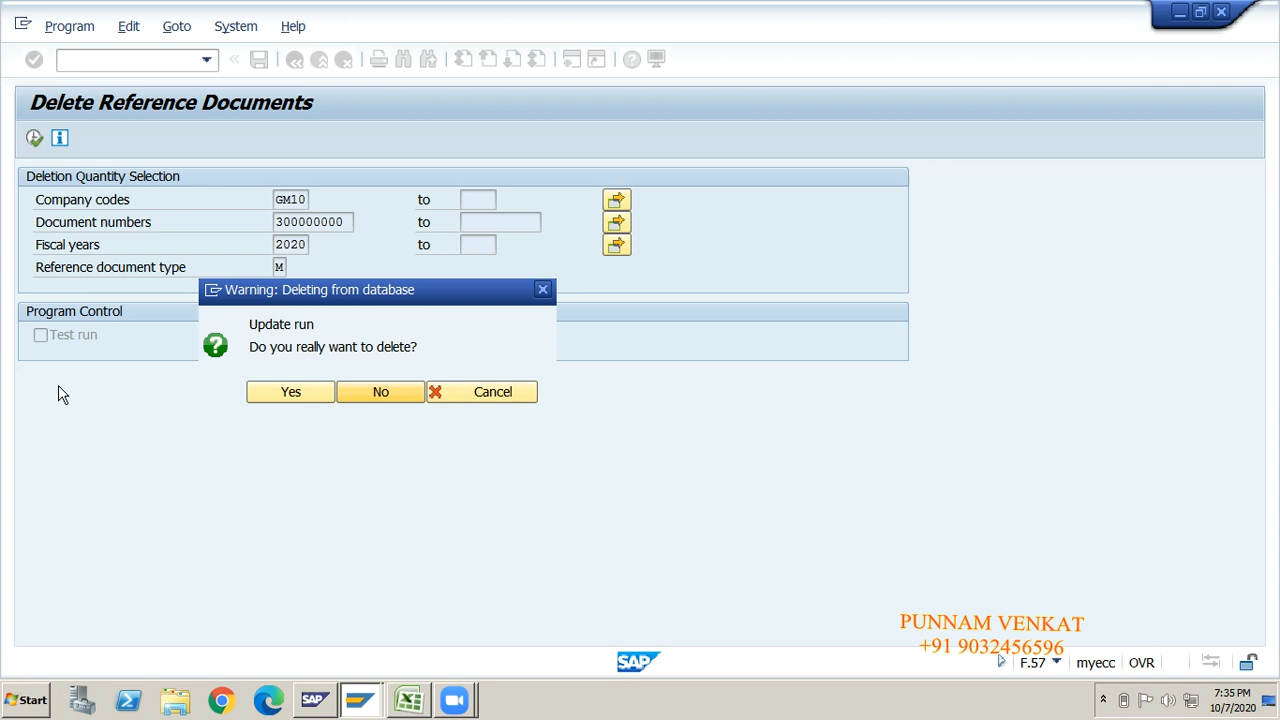 Program Edit Goto System Help
Delete Reference Documents
Deletion Quantity Selection
Company codes GM10 to
Document numbers 300000000 to
Fiscal years 2020 to
Reference document type M
Warning: Deleting from database
Program Control
Test run
Update run
Do you really want to delete?
Yes No Cancel
PUNNAM VENKAT
+91 9032456596
SAP F.57 myecc OVR
Start SAP 7:35 PM
10/7/2020